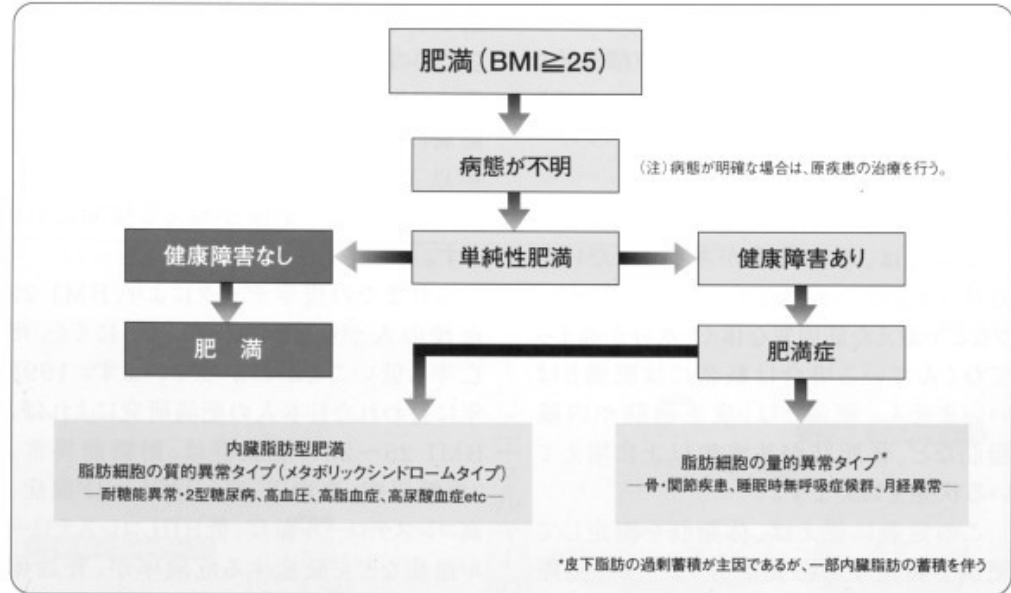 肥満(BMI≧25)
病態が不明
(注)病態が明確な場合は、原疾患の治療を行う。
健康障害なし
単純性肥満
健康障害あり
肥 満
肥満症
内臓脂肪型肥満
脂肪細胞の質的異常タイプ(メタボリックシンドロームタイプ)
―耐糖能異常・2型糖尿病、高血圧、高脂血症、高尿酸血症etc―
脂肪細胞の量的異常タイプ*
―骨・関節疾患、睡眠時無呼吸症候群、月経異常―
*皮下脂肪の過剰蓄積が主因であるが、一部内臓脂肪の蓄積を伴う